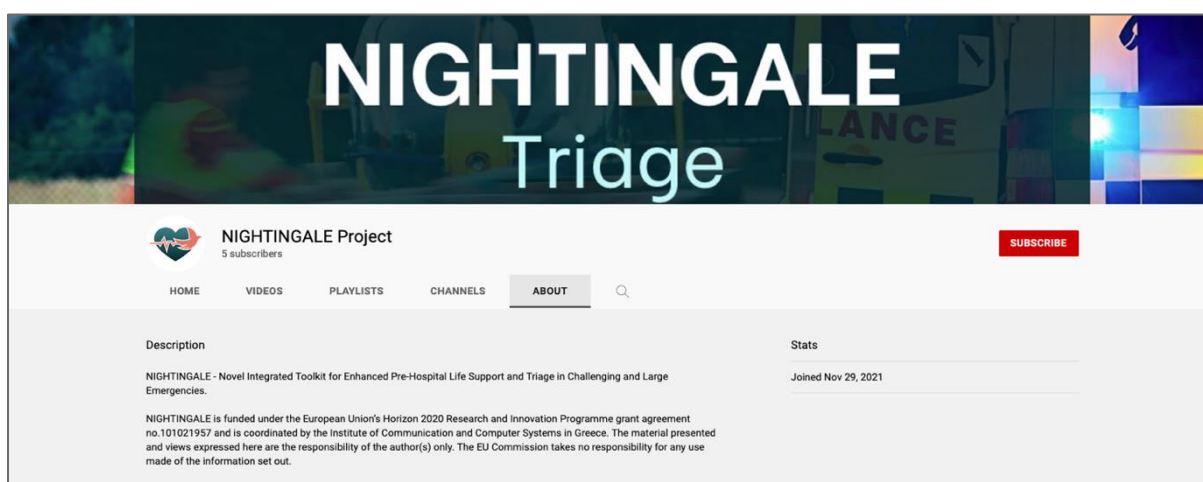 NIGHTINGALE
LANCE
Triage
NIGHTINGALE Project
5 subscribers
SUBSCRIBE
HOME VIDEOS PLAYLISTS CHANNELS ABOUT
Description
Stats
NIGHTINGALE - Novel Integrated Toolkit for Enhanced Pre-Hospital Life Support and Triage in Challenging and Large
Emergencies.
Joined Nov 29, 2021
NIGHTINGALE is funded under the European Union's Horizon 2020 Research and Innovation Programme grant agreement
no.101021957 and is coordinated by the Institute of Communication and Computer Systems in Greece. The material presented
and views expressed here are the responsibility of the author(s) only. The EU Commission takes no responsibility for any use
made of the information set out.